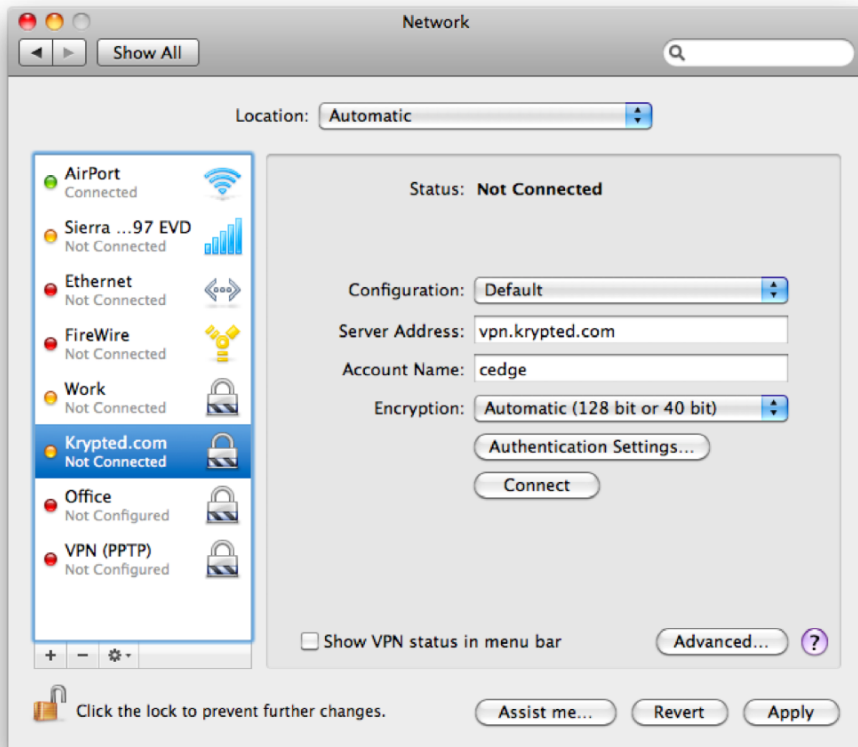 Network
Show All
Location: Automatic
AirPort
Connected
Sierra ...97 EVD
Not Connected
Ethernet
Not Connected
FireWire
Not Connected
Work
Not Connected
Krypted.com
Not Connected
Office
Not Configured
VPN (PPTP)
Not Configured
Status: Not Connected
Configuration: Default
Server Address: vpn.krypted.com
Account Name: cedge
Encryption: Automatic (128 bit or 40 bit)
Authentication Settings...
Connect
Show VPN status in menu bar
Advanced... ?
Click the lock to prevent further changes.
Assist me... Revert Apply